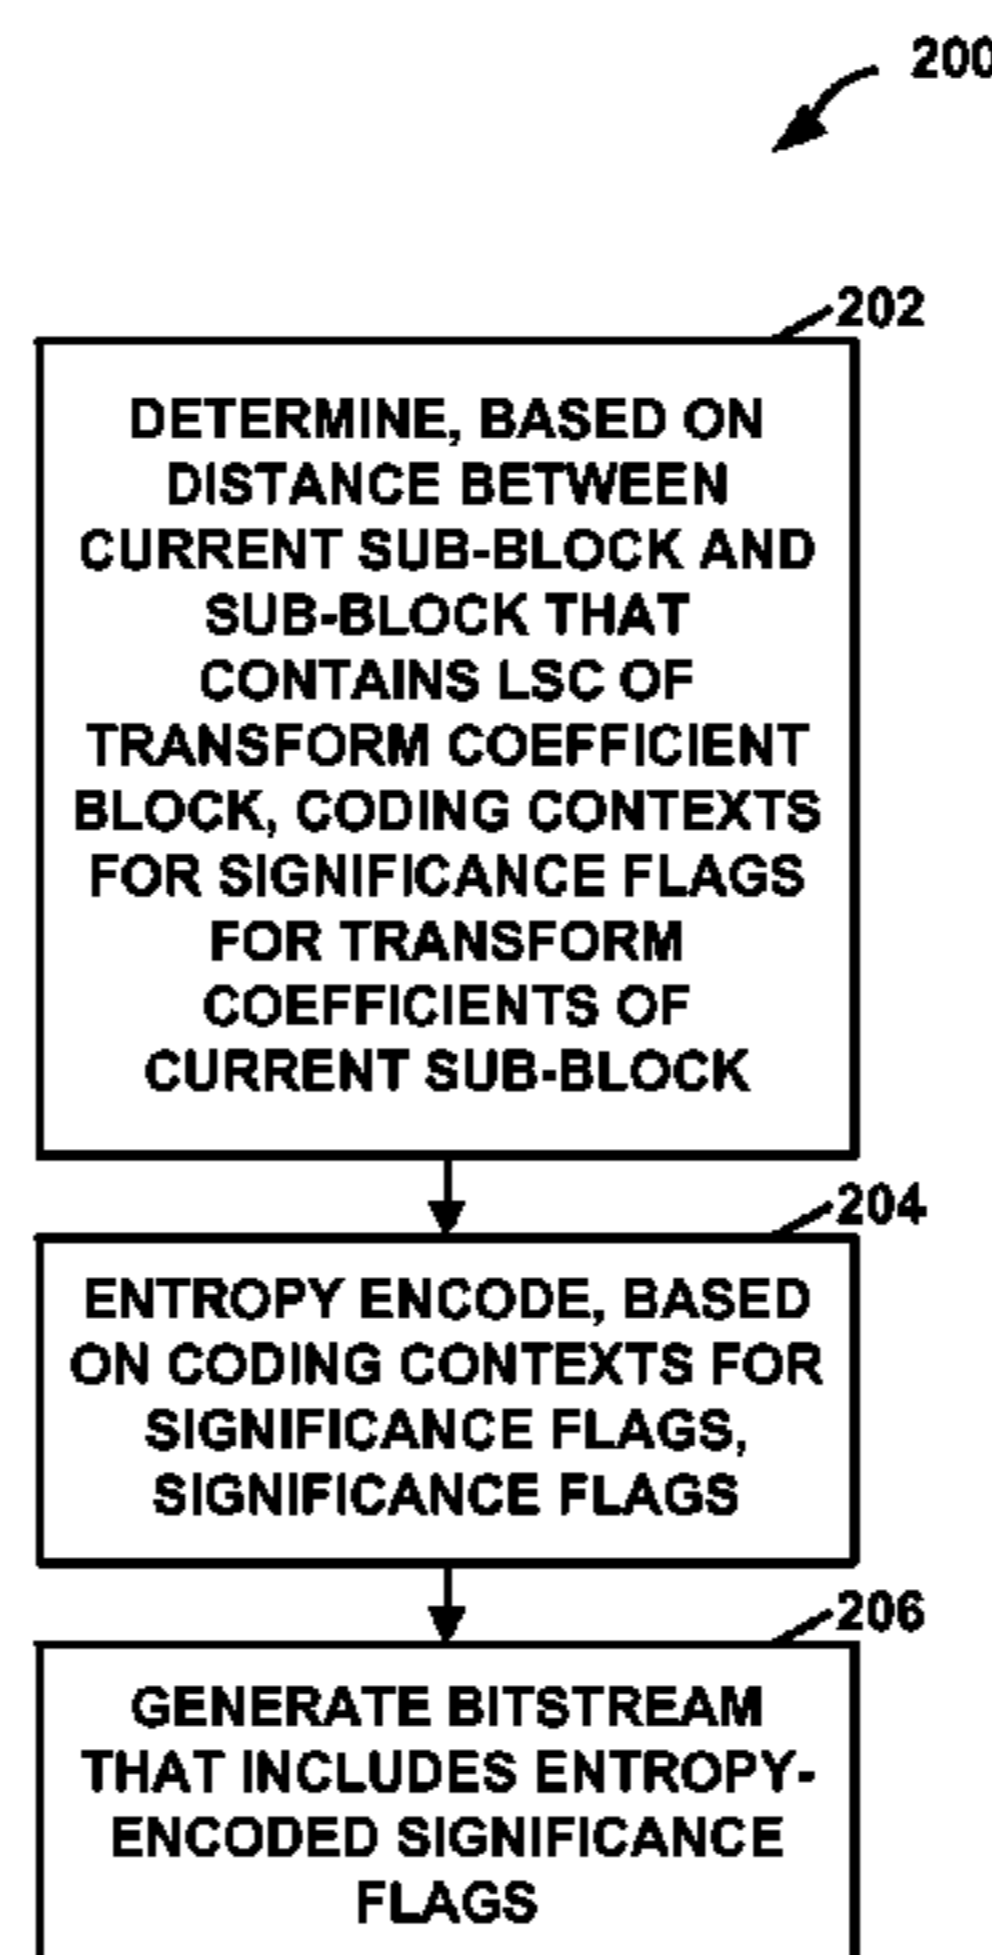 200
202
DETERMINE, BASED ON
DISTANCE BETWEEN
CURRENT SUB-BLOCK AND
SUB-BLOCK THAT
CONTAINS LSC OF
TRANSFORM COEFFICIENT
BLOCK, CODING CONTEXTS
FOR SIGNIFICANCE FLAGS
FOR TRANSFORM
COEFFICIENTS OF
CURRENT SUB-BLOCK
204
ENTROPY ENCODE, BASED
ON CODING CONTEXTS FOR
SIGNIFICANCE FLAGS,
SIGNIFICANCE FLAGS
206
GENERATE BITSTREAM
THAT INCLUDES ENTROPY-
ENCODED SIGNIFICANCE
FLAGS